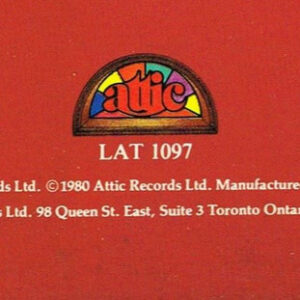 attic
LAT 1097
ds Ltd. ©1980 Attic Records Ltd. Manufacture
s Ltd. 98 Queen St. East, Suite 3 Toronto Ontar